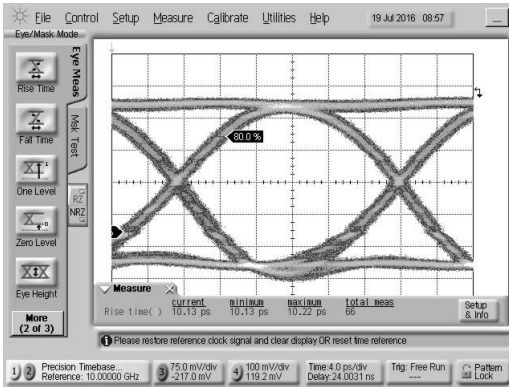 File Control Setup Measure Calibrate Utilities Help 19 Jul 2016 08:57
Eye/Mask Mode
Rise Time
Fall Time
One Level
Zero Level
Eye Height
More
(2 of 3)
Eye Meas
Msk Test
RZ
NRZ
80.0 %
Measure
current minimum maximum total meas
Rise time( ) 10.13 ps 10.13 ps 10.22 ps 66
Setup
& Info
Please restore reference clock signal and clear display OR reset time reference
1 2 Precision Timebase...
Reference: 10.00000 GHz
3 75.0 mV/div
-217.0 mV
4 100 mV/div
119.2 mV
Time:4.0 ps/div
Delay:24.0031 ns
Trig: Free Run
---
Pattern
Lock